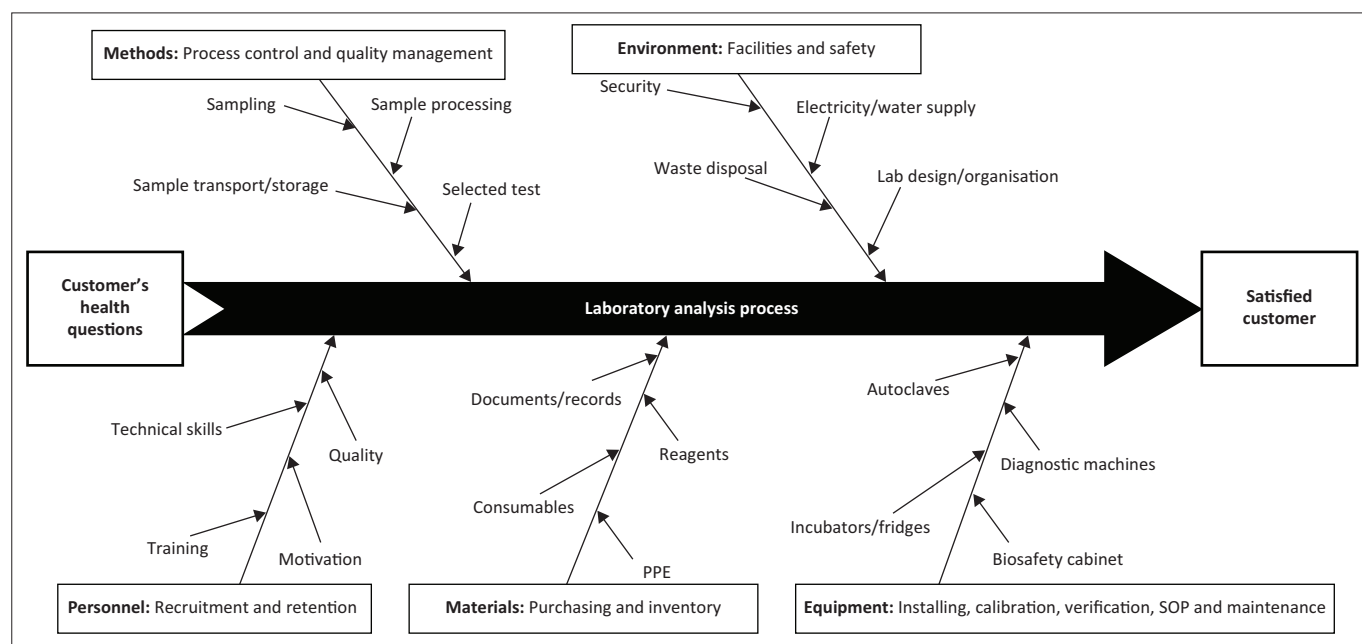 Methods: Process control and quality management
Environment: Facilities and safety
Sampling
Sample processing
Security
Electricity/water supply
Sample transport/storage
Selected test
Waste disposal
Lab design/organisation
Customer's
health
questions
Laboratory analysis process
Satisfied
customer
Technical skills
Quality
Training
Motivation
Documents/records
Reagents
Consumables
PPE
Autoclaves
Diagnostic machines
Incubators/fridges
Biosafety cabinet
Personnel: Recruitment and retention
Materials: Purchasing and inventory
Equipment: Installing, calibration, verification, SOP and maintenance